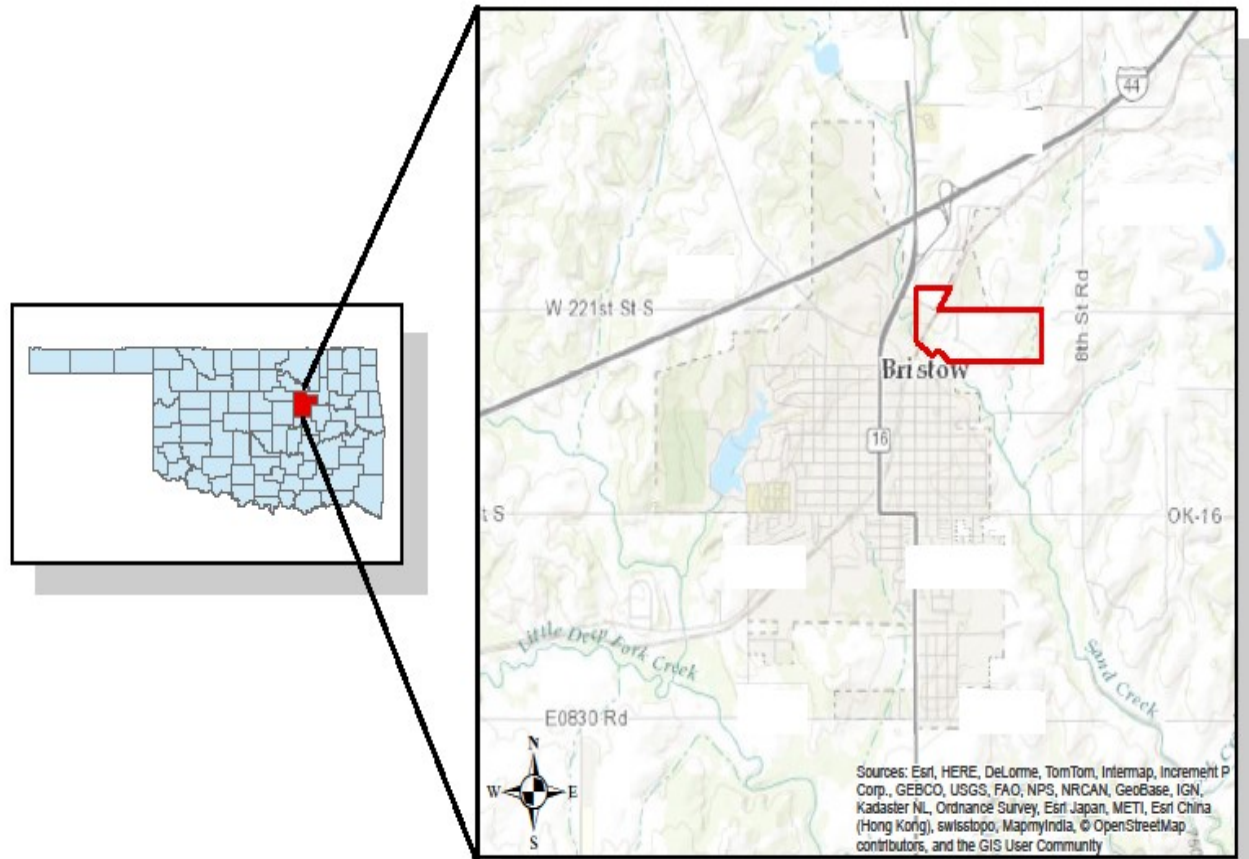 44
W 221st St S
8th St Rd
Bristow
16
t S
OK-16
Little Deep Fork Creek
Sand Creek
E0830 Rd
N
W E
S
Sources: Esri, HERE, DeLorme, TomTom, Intermap, Increment P
Corp., GEBCO, USGS, FAO, NPS, NRCAN, GeoBase, IGN,
Kadaster NL, Ordnance Survey, Esri Japan, METI, Esri China
(Hong Kong), swisstopo, MapmyIndia, © OpenStreetMap
contributors, and the GIS User Community